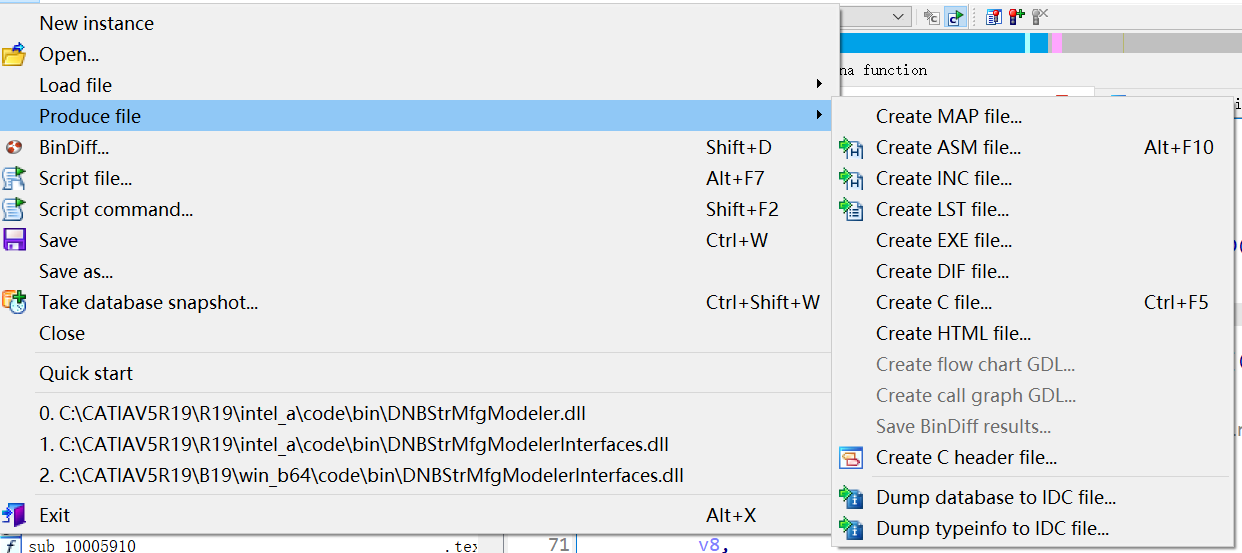 New instance
Open...
Load file
Produce file
BinDiff... Shift+D
Script file... Alt+F7
Script command... Shift+F2
Save Ctrl+W
Save as...
Take database snapshot... Ctrl+Shift+W
Close
Quick start
0. C:\CATIAV5R19\R19\intel_a\code\bin\DNBStrMfgModeler.dll
1. C:\CATIAV5R19\R19\intel_a\code\bin\DNBStrMfgModelerInterfaces.dll
2. C:\CATIAV5R19\B19\win_b64\code\bin\DNBStrMfgModelerInterfaces.dll
Exit Alt+X
na function
Create MAP file...
Create ASM file... Alt+F10
Create INC file...
Create LST file...
Create EXE file...
Create DIF file...
Create C file... Ctrl+F5
Create HTML file...
Create flow chart GDL...
Create call graph GDL...
Save BinDiff results...
Create C header file...
Dump database to IDC file...
Dump typeinfo to IDC file...
f sub_10005910 .te
71 v8,